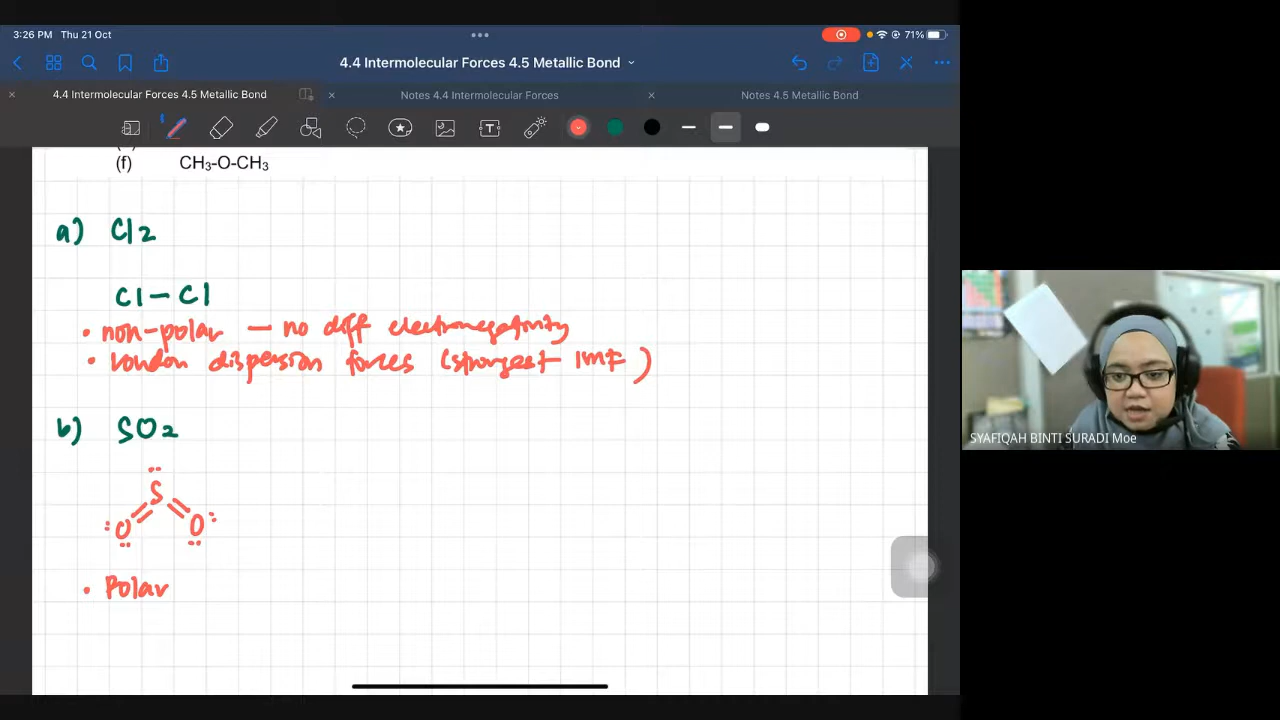 3:26 PM Thu 21 Oct
71%
4.4 Intermolecular Forces 4.5 Metallic Bond
4.4 Intermolecular Forces 4.5 Metallic Bond
Notes 4.4 Intermolecular Forces
Notes 4.5 Metallic Bond
(f) CH₃-O-CH₃
a) Cl2
Cl - Cl
• non-polar — no diff electronegativity
• London dispersion forces (strongest IMF)
b) SO2
S
O O
• Polar
SYAFIQAH BINTI SURADI Moe